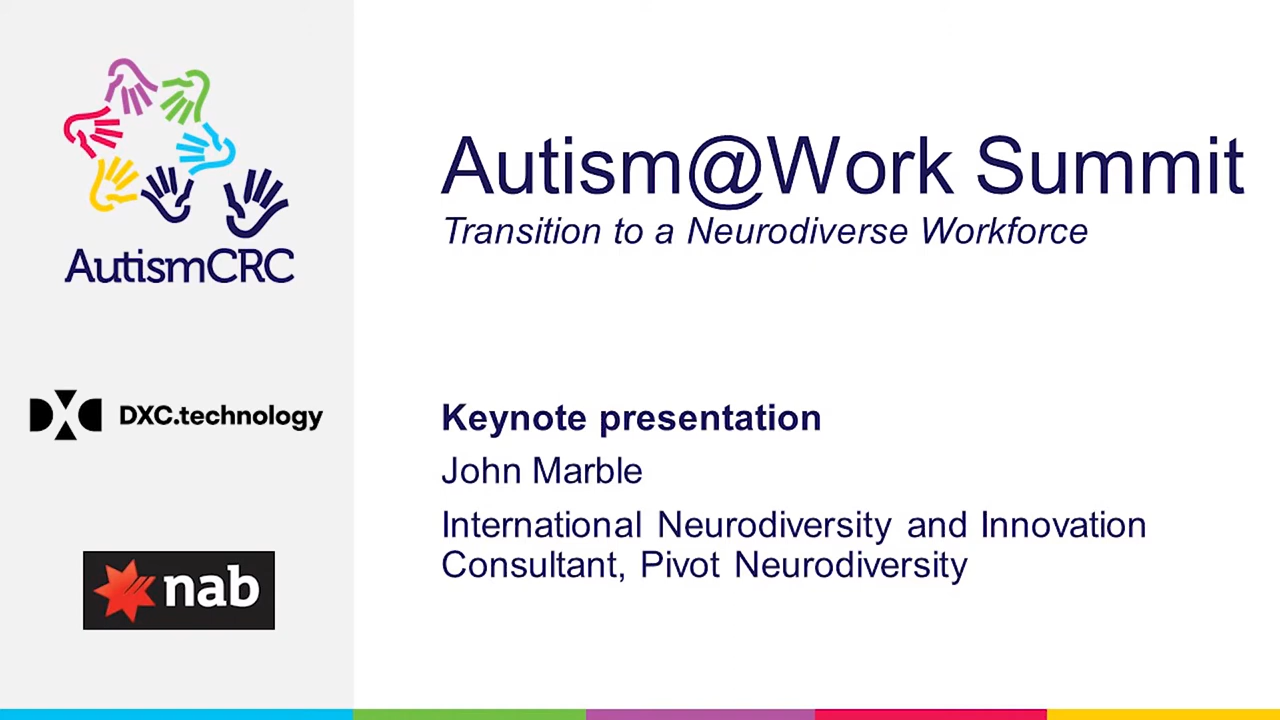 AutismCRC
DXC.technology
nab
Autism@Work Summit
Transition to a Neurodiverse Workforce
Keynote presentation
John Marble
International Neurodiversity and Innovation
Consultant, Pivot Neurodiversity